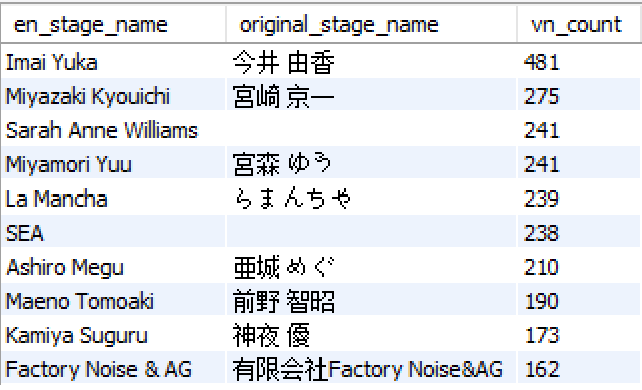 en_stage_name original_stage_name vn_count
Imai Yuka 今井 由香 481
Miyazaki Kyouichi 宮崎 京一 275
Sarah Anne Williams 241
Miyamori Yuu 宮森 ゆう 241
La Mancha らまんちゃ 239
SEA 238
Ashiro Megu 亜城 めぐ 210
Maeno Tomoaki 前野 智昭 190
Kamiya Suguru 神夜 優 173
Factory Noise & AG 有限会社Factory Noise&AG 162